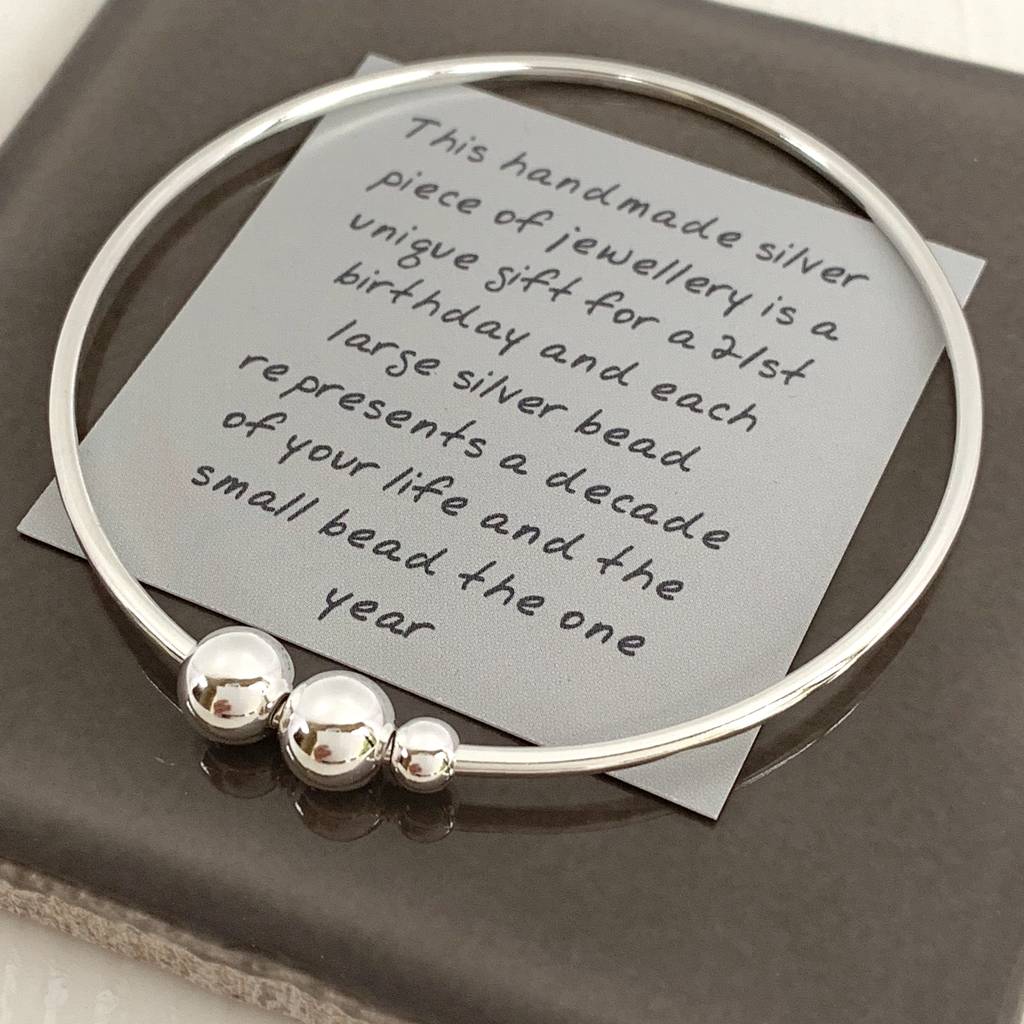 This handmade silver
piece of jewellery is a
unique gift for a 21st
birthday and each
large silver bead
represents a decade
of your life and the
small bead the one
year